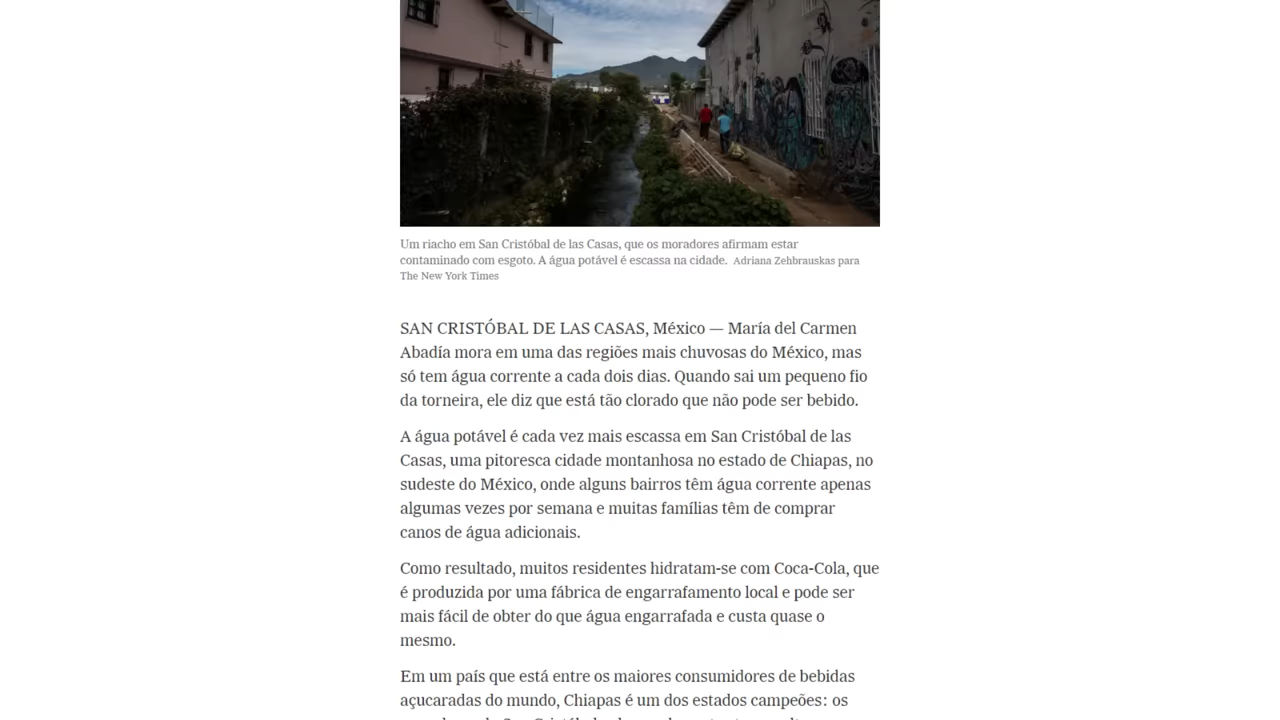 Um riacho em San Cristóbal de las Casas, que os moradores afirmam estar
contaminado com esgoto. A água potável é escassa na cidade. Adriana Zehbrauskas para
The New York Times
SAN CRISTÓBAL DE LAS CASAS, México — María del Carmen
Abadía mora em uma das regiões mais chuvosas do México, mas
só tem água corrente a cada dois dias. Quando sai um pequeno fio
da torneira, ele diz que está tão clorado que não pode ser bebido.
A água potável é cada vez mais escassa em San Cristóbal de las
Casas, uma pitoresca cidade montanhosa no estado de Chiapas, no
sudeste do México, onde alguns bairros têm água corrente apenas
algumas vezes por semana e muitas famílias têm de comprar
canos de água adicionais.
Como resultado, muitos residentes hidratam-se com Coca-Cola, que
é produzida por uma fábrica de engarrafamento local e pode ser
mais fácil de obter do que água engarrafada e custa quase o
mesmo.
Em um país que está entre os maiores consumidores de bebidas
açucaradas do mundo, Chiapas é um dos estados campeões: os